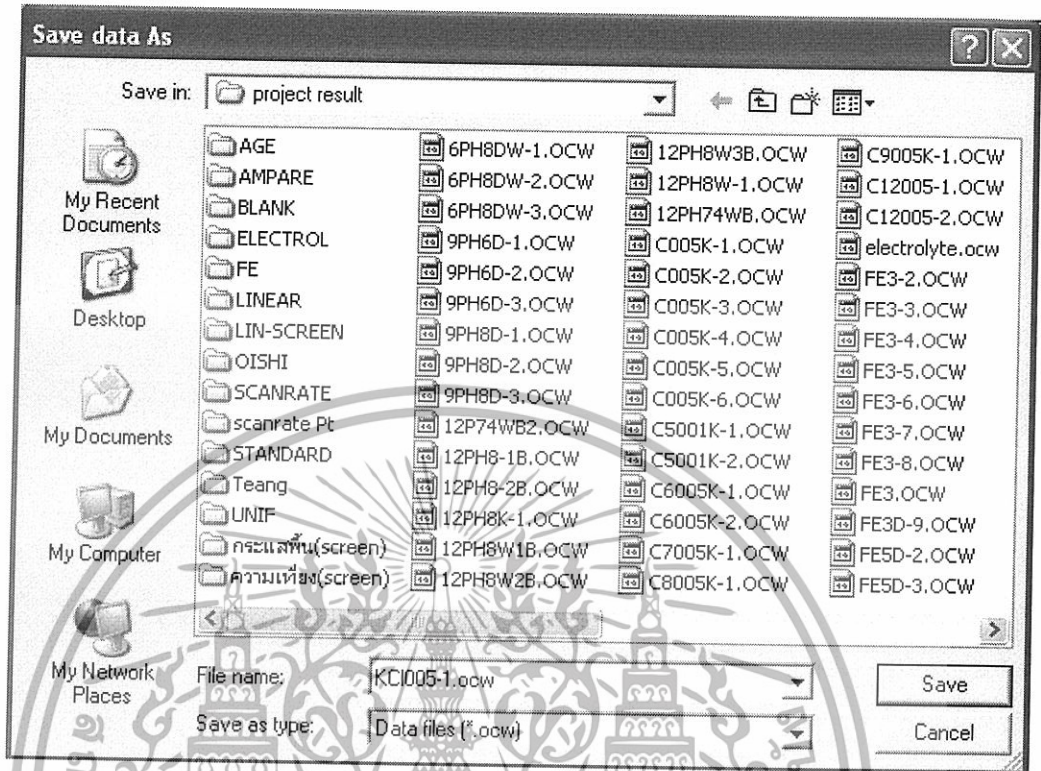 Save data As
Save in:
project result
My Recent
Documents
Desktop
My Documents
My Computer
My Network
Places
AGE
AMPARE
BLANK
ELECTROL
FE
LINEAR
LIN-SCREEN
OISHI
SCANRATE
scanrate Pt
STANDARD
Teang
UNIF
กระแสพื้น(screen)
ความเที่ยง(screen)
6PH8DW-1.OCW
6PH8DW-2.OCW
6PH8DW-3.OCW
9PH6D-1.OCW
9PH6D-2.OCW
9PH6D-3.OCW
9PH8D-1.OCW
9PH8D-2.OCW
9PH8D-3.OCW
12P74WB2.OCW
12PH8-1B.OCW
12PH8-2B.OCW
12PH8K-1.OCW
12PH8W1B.OCW
12PH8W2B.OCW
12PH8W3B.OCW
12PH8W-1.OCW
12PH74WB.OCW
C005K-1.OCW
C005K-2.OCW
C005K-3.OCW
C005K-4.OCW
C005K-5.OCW
C005K-6.OCW
C5001K-1.OCW
C5001K-2.OCW
C6005K-1.OCW
C6005K-2.OCW
C7005K-1.OCW
C8005K-1.OCW
C9005K-1.OCW
C12005-1.OCW
C12005-2.OCW
electrolyte.ocw
FE3-2.OCW
FE3-3.OCW
FE3-4.OCW
FE3-5.OCW
FE3-6.OCW
FE3-7.OCW
FE3-8.OCW
FE3.OCW
FE3D-9.OCW
FE5D-2.OCW
FE5D-3.OCW
File name:
KCl005-1.ocw
Save
Save as type:
Data files (*.ocw)
Cancel